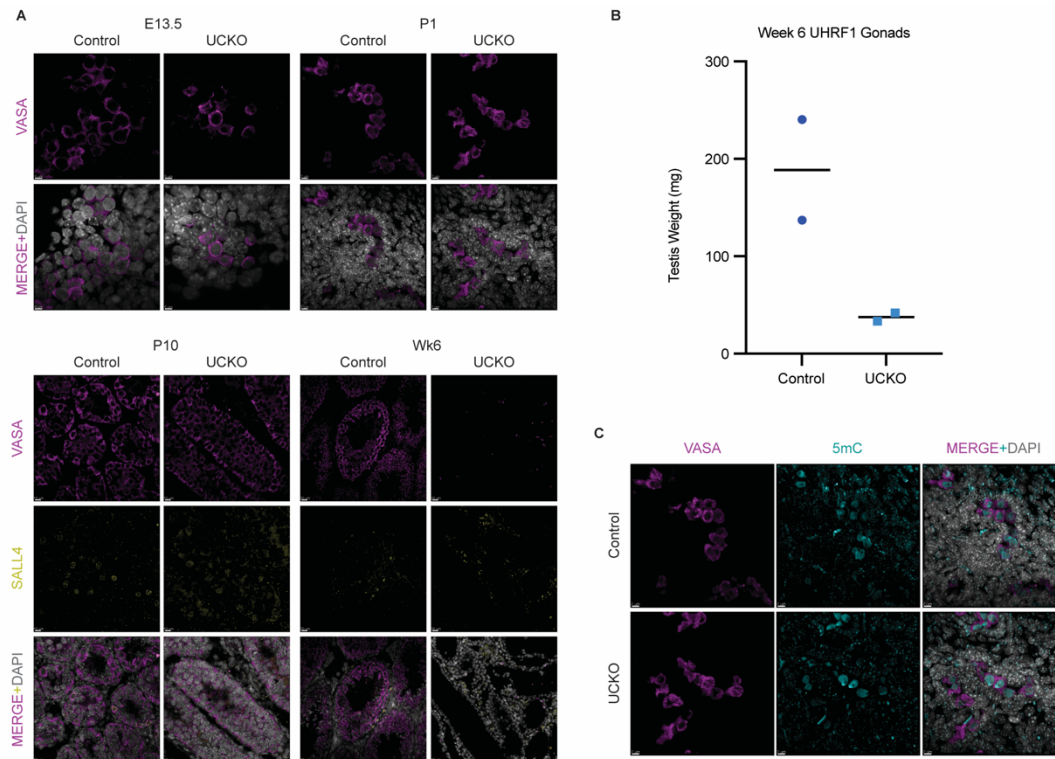 A
E13.5
P1
Control
UCKO
Control
UCKO
VASA
MERGE+DAPI
P10
Wk6
Control
UCKO
Control
UCKO
VASA
SALL4
MERGE+DAPI
B
Week 6 UHRF1 Gonads
Testis Weight (mg)
300
200
100
0
Control
UCKO
C
VASA
5mC
MERGE+DAPI
Control
UCKO